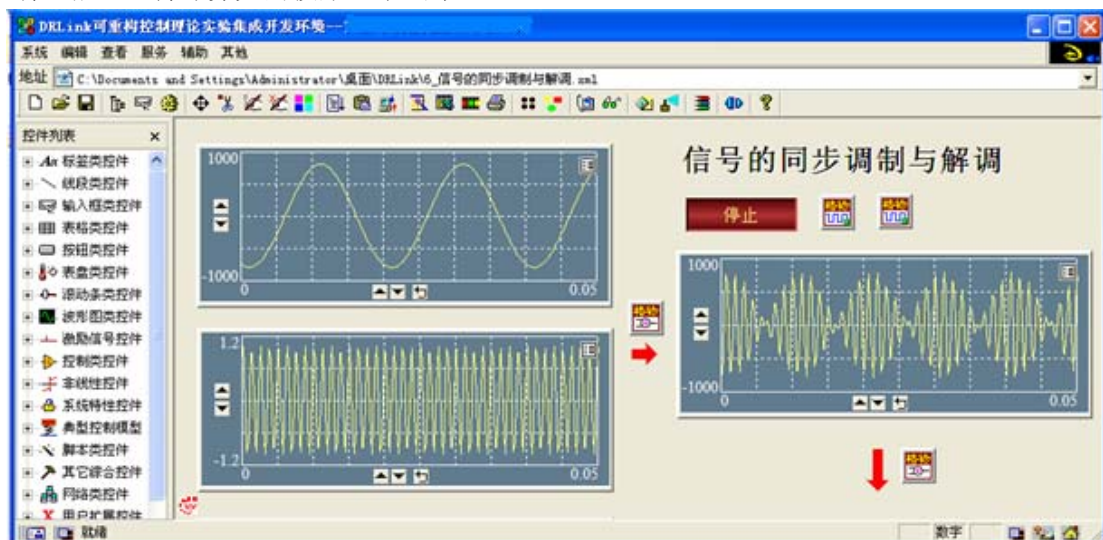 DRLink可重构控制理论实验集成开发环境--
系统 编辑 查看 服务 辅助 其他
地址 C:\Documents and Settings\Administrator\桌面\DRLink\6_信号的同步调制与解调.xml
控件列表
标签类控件
线段类控件
输入框类控件
表格类控件
按钮类控件
表盘类控件
滚动条类控件
波形图类控件
激励信号控件
控制类控件
非线性控件
系统特性控件
典型控制模型
脚本类控件
其它综合控件
网络类控件
用户扩展控件
1000
-1000
0
0.05
1.2
-1.2
0
0.05
信号的同步调制与解调
停止
1000
-1000
0
0.05
就绪
数字